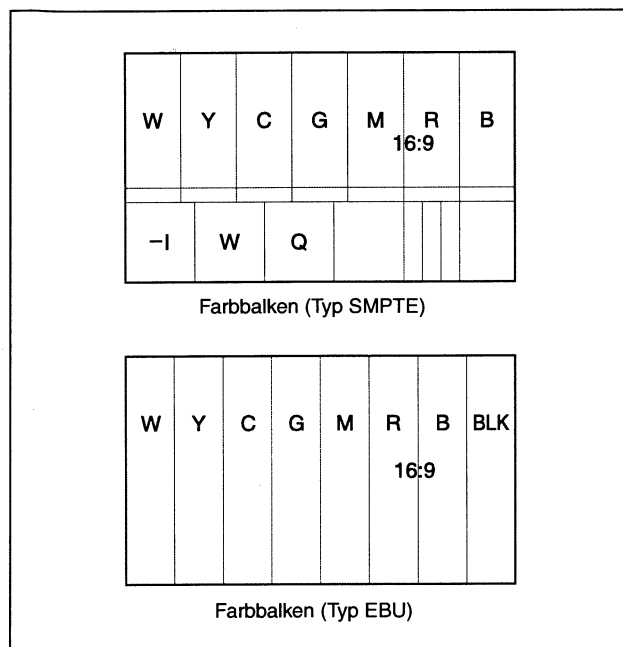 W Y C G M R B
16:9
–I W Q
Farbbalken (Typ SMPTE)
W Y C G M R B BLK
16:9
Farbbalken (Typ EBU)